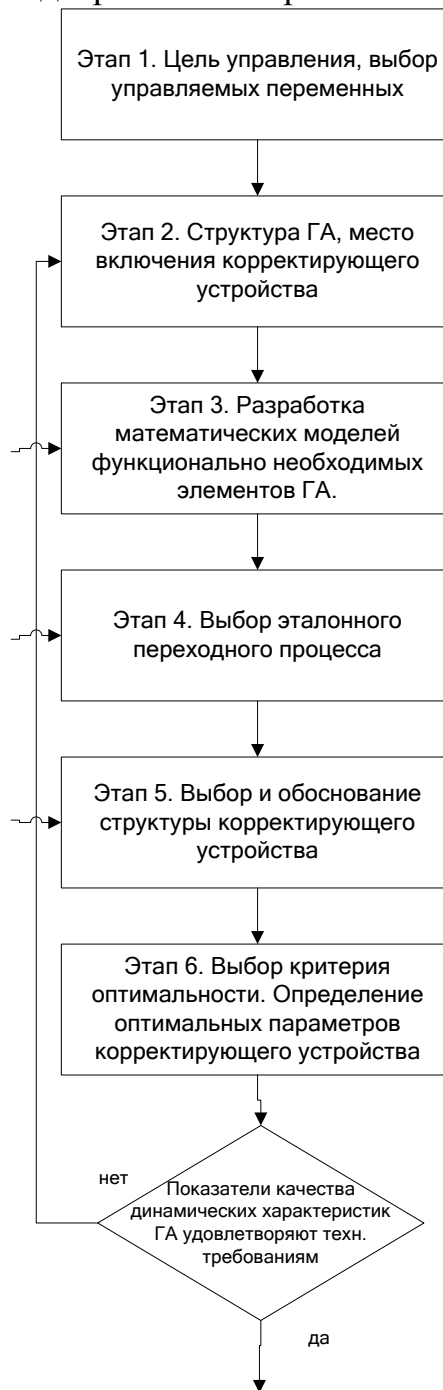 Этап 1. Цель управления, выбор
управляемых переменных
Этап 2. Структура ГА, место
включения корректирующего
устройства
Этап 3. Разработка
математических моделей
функционально необходимых
элементов ГА.
Этап 4. Выбор эталонного
переходного процесса
Этап 5. Выбор и обоснование
структуры корректирующего
устройства
Этап 6. Выбор критерия
оптимальности. Определение
оптимальных параметров
корректирующего устройства
нет
Показатели качества
динамических характеристик
ГА удовлетворяют техн.
требованиям
да